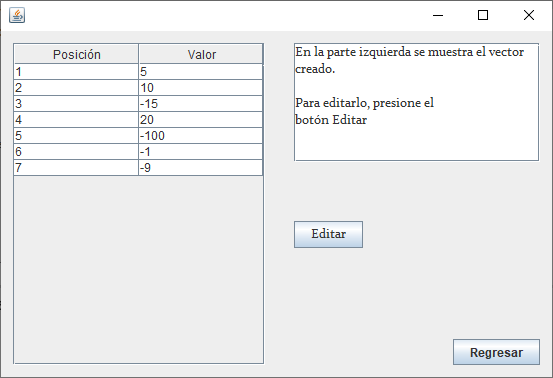 Posición Valor
1 5
2 10
3 -15
4 20
5 -100
6 -1
7 -9
En la parte izquierda se muestra el vector
creado.
Para editarlo, presione el
botón Editar
Editar
Regresar